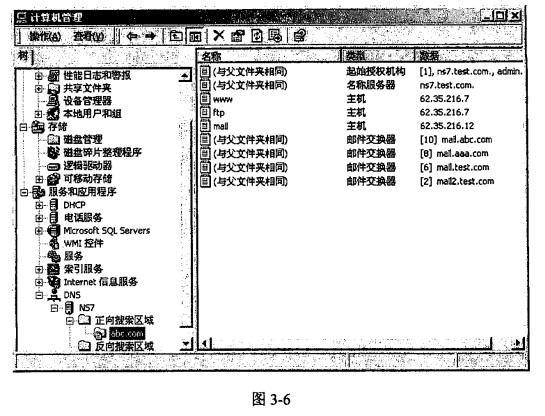 计算机管理
操作(A) 查看(V)
树
性能日志和警报
共享文件夹
设备管理器
本地用户和组
存储
磁盘管理
磁盘碎片整理程序
逻辑驱动器
可移动存储
服务和应用程序
DHCP
电话服务
Microsoft SQL Servers
WMI 控件
服务
索引服务
Internet 信息服务
DNS
NS7
正向搜索区域
abc.com
反向搜索区域
名称 类型 数据
(与父文件夹相同) 起始授权机构 [1], ns7.test.com., admin.
(与父文件夹相同) 名称服务器 ns7.test.com.
www 主机 62.35.216.7
ftp 主机 62.35.216.7
mail 主机 62.35.216.12
(与父文件夹相同) 邮件交换器 [10] mail.abc.com
(与父文件夹相同) 邮件交换器 [8] mail.aaa.com
(与父文件夹相同) 邮件交换器 [6] mail.test.com
(与父文件夹相同) 邮件交换器 [2] mail2.test.com
图 3-6